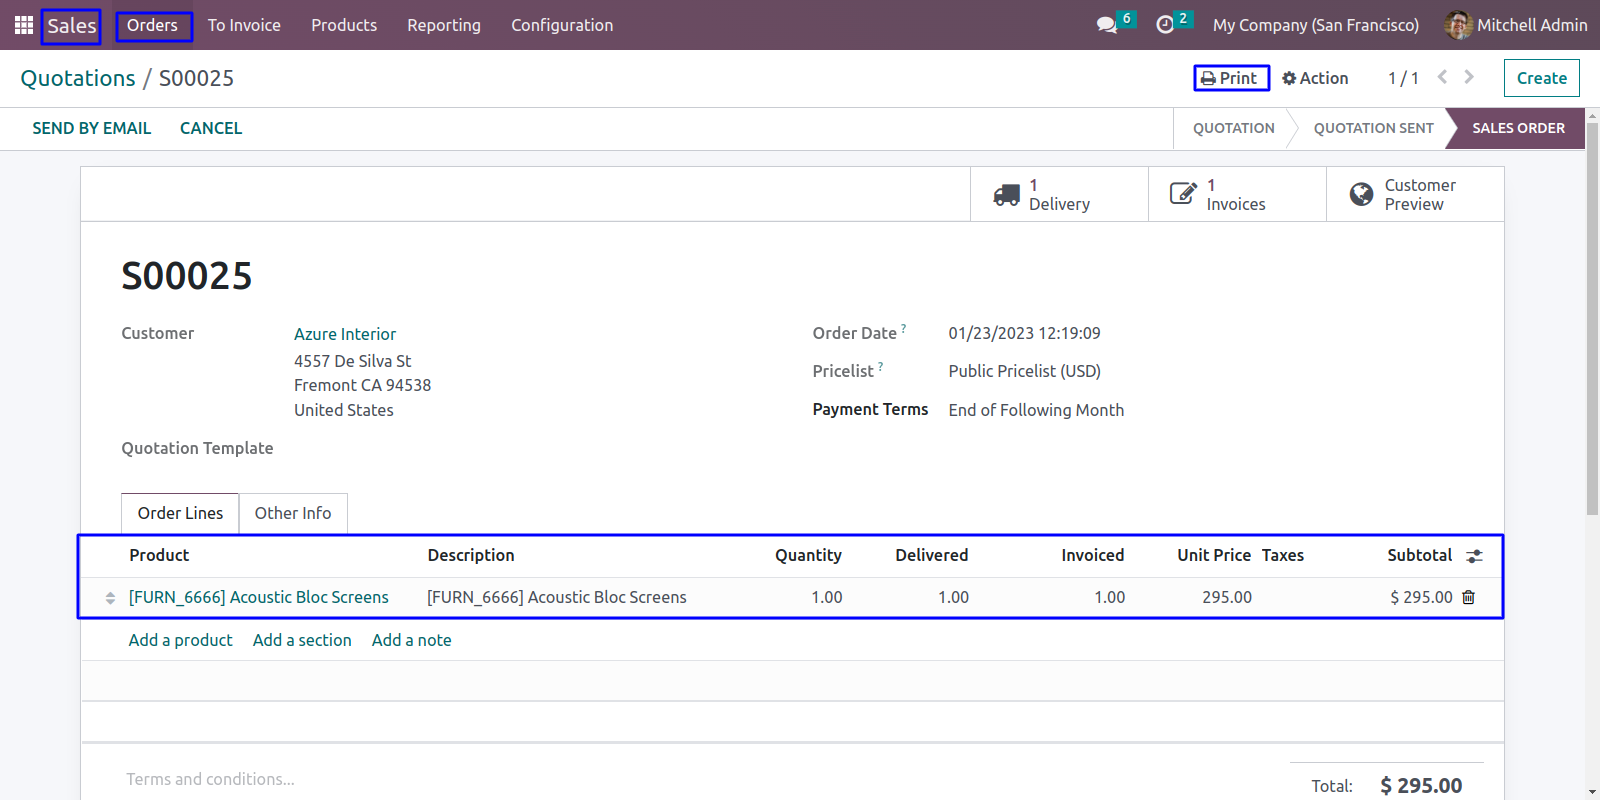 Sales Orders To Invoice Products Reporting Configuration 6 2 My Company (San Francisco) Mitchell Admin
Quotations / S00025 Print Action 1 / 1 Create
SEND BY EMAIL CANCEL QUOTATION QUOTATION SENT SALES ORDER
1 Delivery
1 Invoices
Customer Preview
S00025
Customer Azure Interior
4557 De Silva St
Fremont CA 94538
United States
Quotation Template
Order Date ? 01/23/2023 12:19:09
Pricelist ? Public Pricelist (USD)
Payment Terms End of Following Month
Order Lines Other Info
Product Description Quantity Delivered Invoiced Unit Price Taxes Subtotal
[FURN_6666] Acoustic Bloc Screens [FURN_6666] Acoustic Bloc Screens 1.00 1.00 1.00 295.00 $ 295.00
Add a product Add a section Add a note
Terms and conditions...
Total: $ 295.00